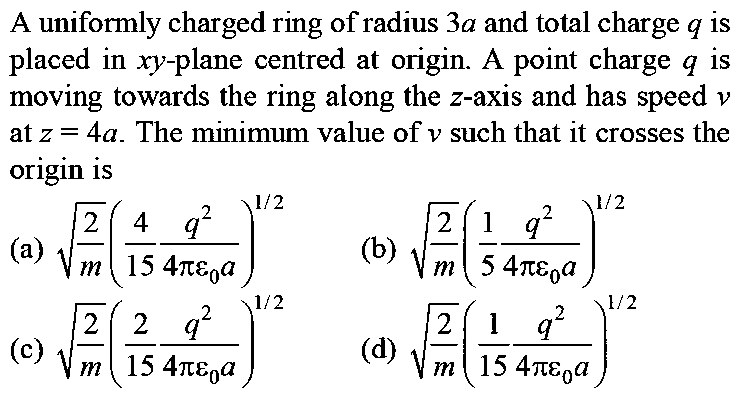 A uniformly charged ring of radius 3a and total charge q is
placed in xy-plane centred at origin. A point charge q is
moving towards the ring along the z-axis and has speed v
at z = 4a. The minimum value of v such that it crosses the
origin is
(a) √(2/m) (4/15 q²/4πε₀a)^1/2 (b) √(2/m) (1/5 q²/4πε₀a)^1/2
(c) √(2/m) (2/15 q²/4πε₀a)^1/2 (d) √(2/m) (1/15 q²/4πε₀a)^1/2